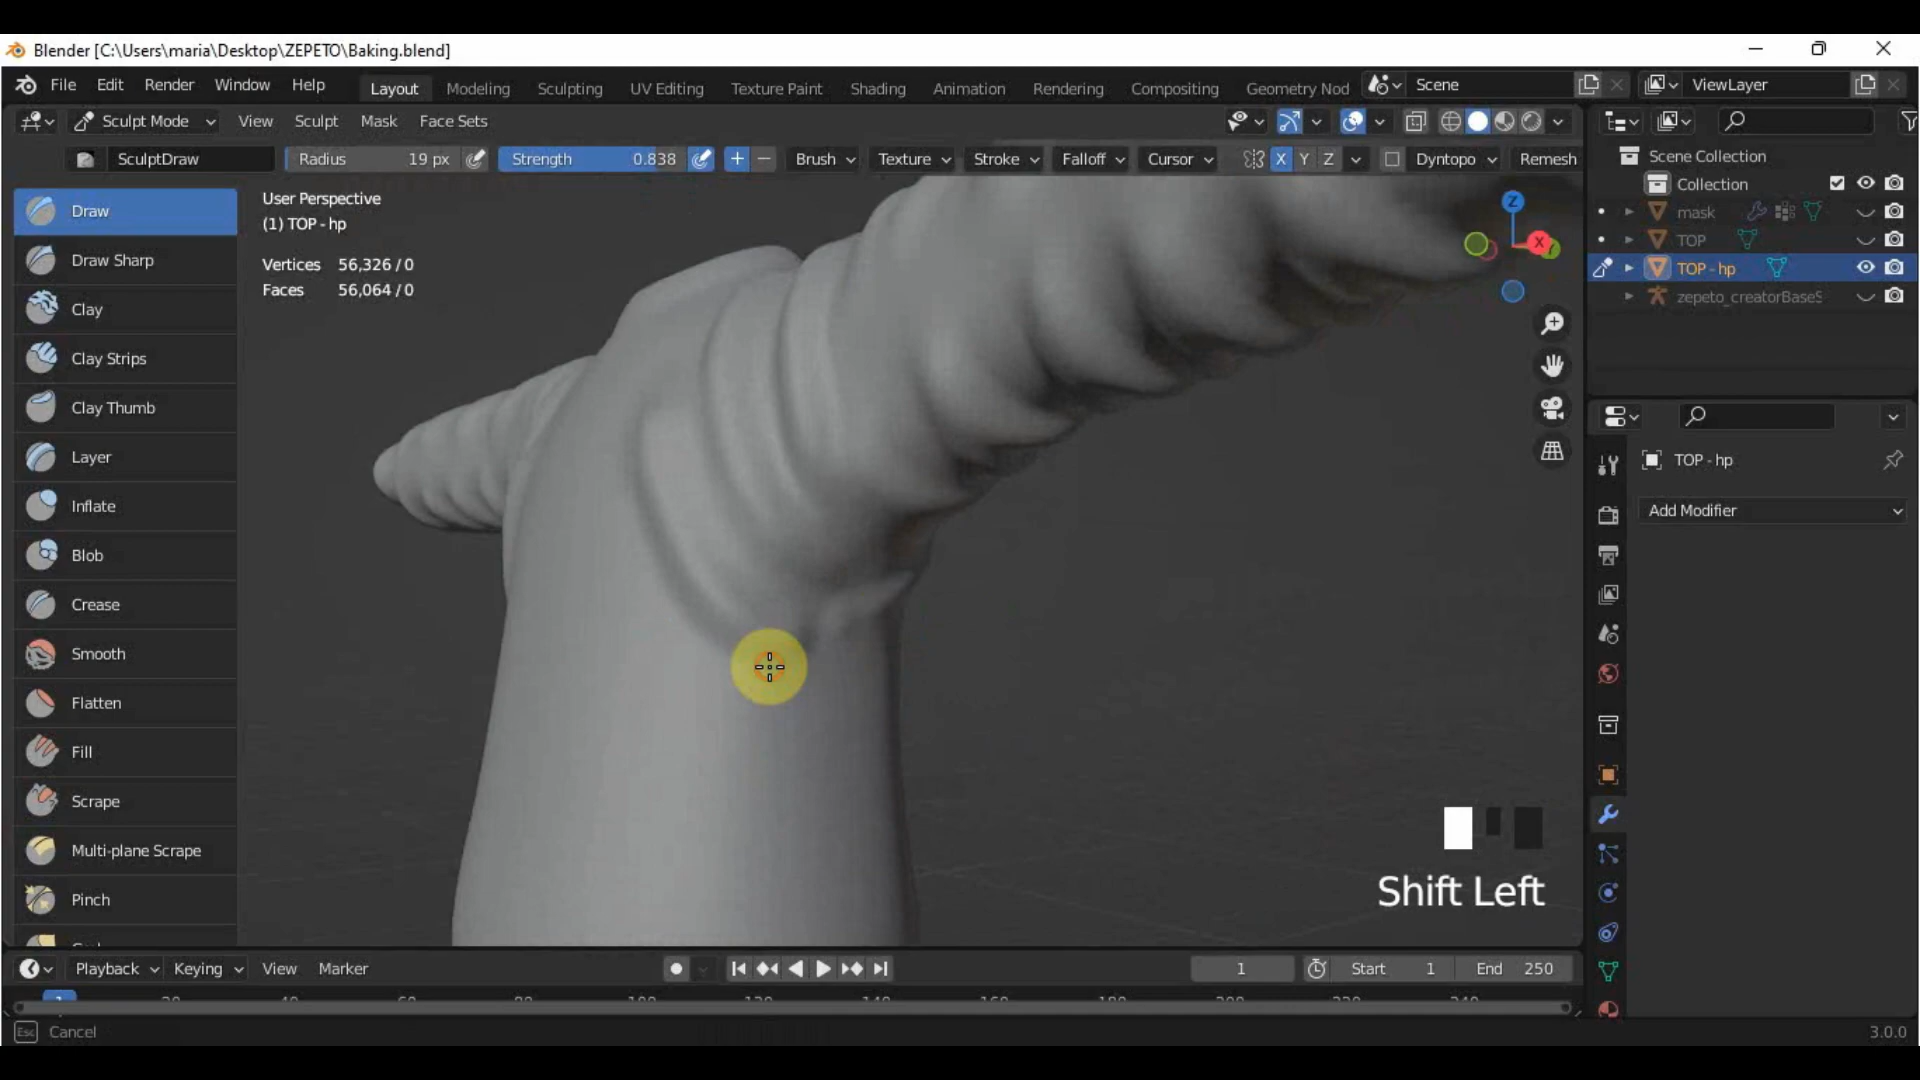 Blender [C:\Users\maria\Desktop\ZEPETO\Baking.blend]
File Edit Render Window Help Layout Modeling Sculpting UV Editing Texture Paint Shading Animation Rendering Compositing Geometry Nod Scene ViewLayer
Sculpt Mode View Sculpt Mask Face Sets
SculptDraw Radius 19 px Strength 0.838 Brush Texture Stroke Falloff Cursor X Y Z Dyntopo Remesh
Scene Collection
Collection
mask
TOP
TOP - hp
zepeto_creatorBaseS
Draw
Draw Sharp
Clay
Clay Strips
Clay Thumb
Layer
Inflate
Blob
Crease
Smooth
Flatten
Fill
Scrape
Multi-plane Scrape
Pinch
User Perspective
(1) TOP - hp
Vertices 56,326 / 0
Faces 56,064 / 0
Z
X
TOP - hp
Add Modifier
Shift Left
Playback Keying View Marker 1 Start 1 End 250
Esc Cancel
3.0.0